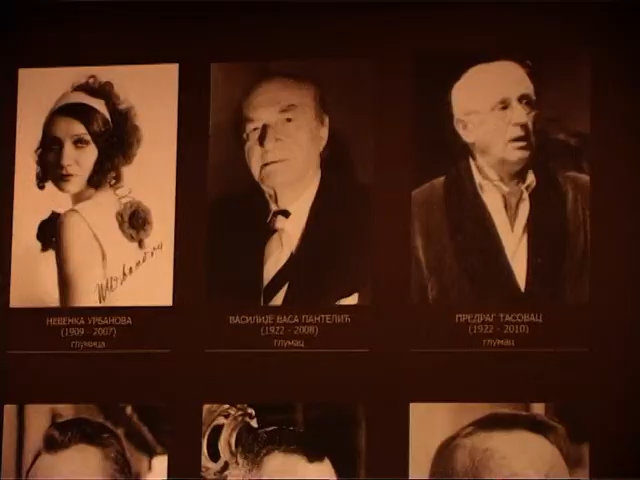 НЕВЕНКА УРБАНОВА
(1909 - 2007)
глумица
ВАСИЛИЈЕ ВАСА ПАНТЕЛИЋ
(1922 - 2008)
глумац
ПРЕДРАГ ТАСОВАЦ
(1922 - 2010)
глумац